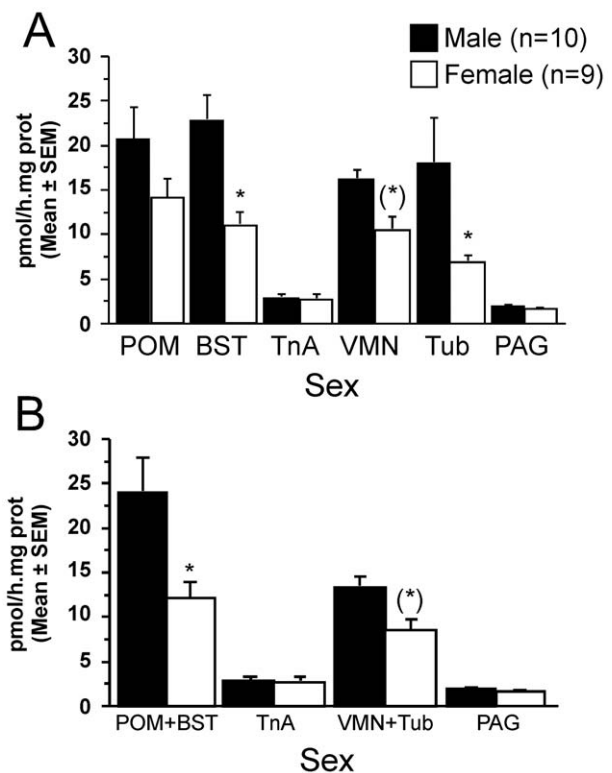 A
Male (n=10)
Female (n=9)
pmol/h.mg prot
(Mean ± SEM)
30
25
20
15
10
5
0
*
(*)
*
POM BST TnA VMN Tub PAG
Sex
B
pmol/h.mg prot
(Mean ± SEM)
30
25
20
15
10
5
0
*
(*)
POM+BST TnA VMN+Tub PAG
Sex